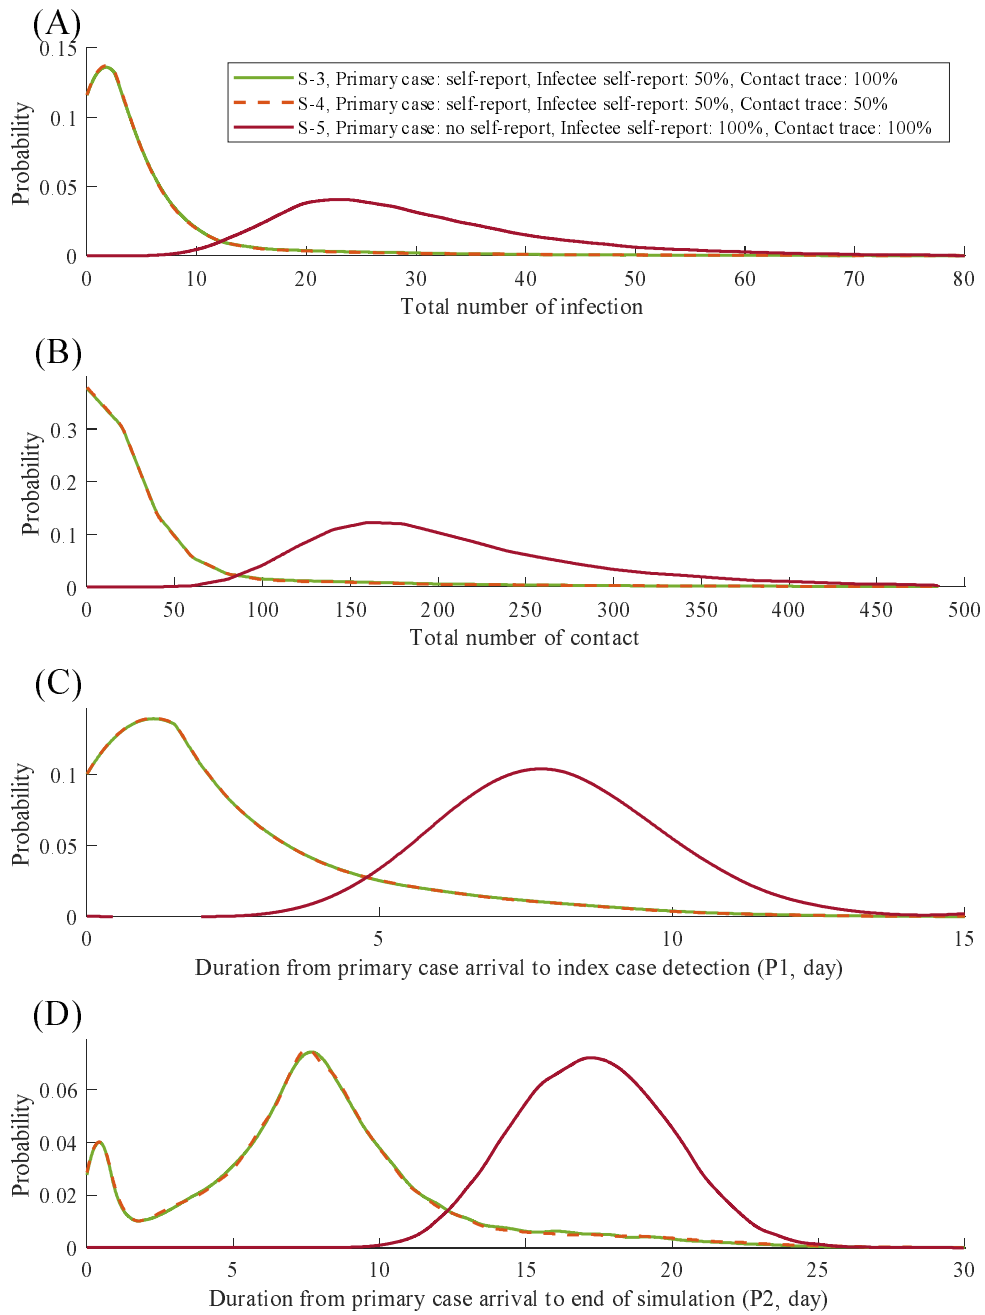 (A)
0.15
0.1
0.05
0
Probability
S-3, Primary case: self-report, Infectee self-report: 50%, Contact trace: 100%
S-4, Primary case: self-report, Infectee self-report: 50%, Contact trace: 50%
S-5, Primary case: no self-report, Infectee self-report: 100%, Contact trace: 100%
0 10 20 30 40 50 60 70 80
Total number of infection
(B)
0.3
0.2
0.1
0
Probability
0 50 100 150 200 250 300 350 400 450 500
Total number of contact
(C)
0.1
0.05
0
Probability
0 5 10 15
Duration from primary case arrival to index case detection (P1, day)
(D)
0.06
0.04
0.02
0
Probability
0 5 10 15 20 25 30
Duration from primary case arrival to end of simulation (P2, day)